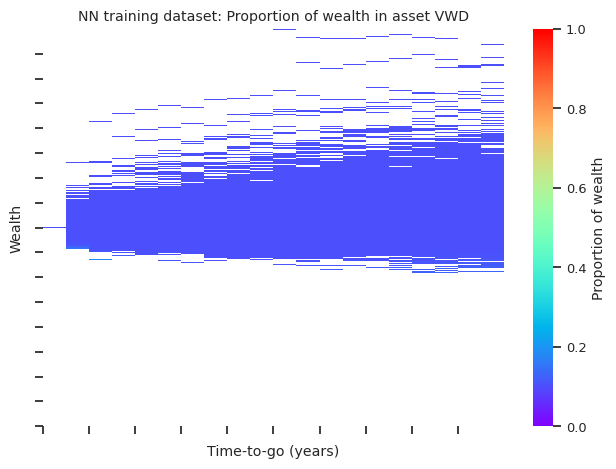 NN training dataset: Proportion of wealth in asset VWD
Wealth
Time-to-go (years)
1.0
0.8
0.6
0.4
0.2
0.0
Proportion of wealth